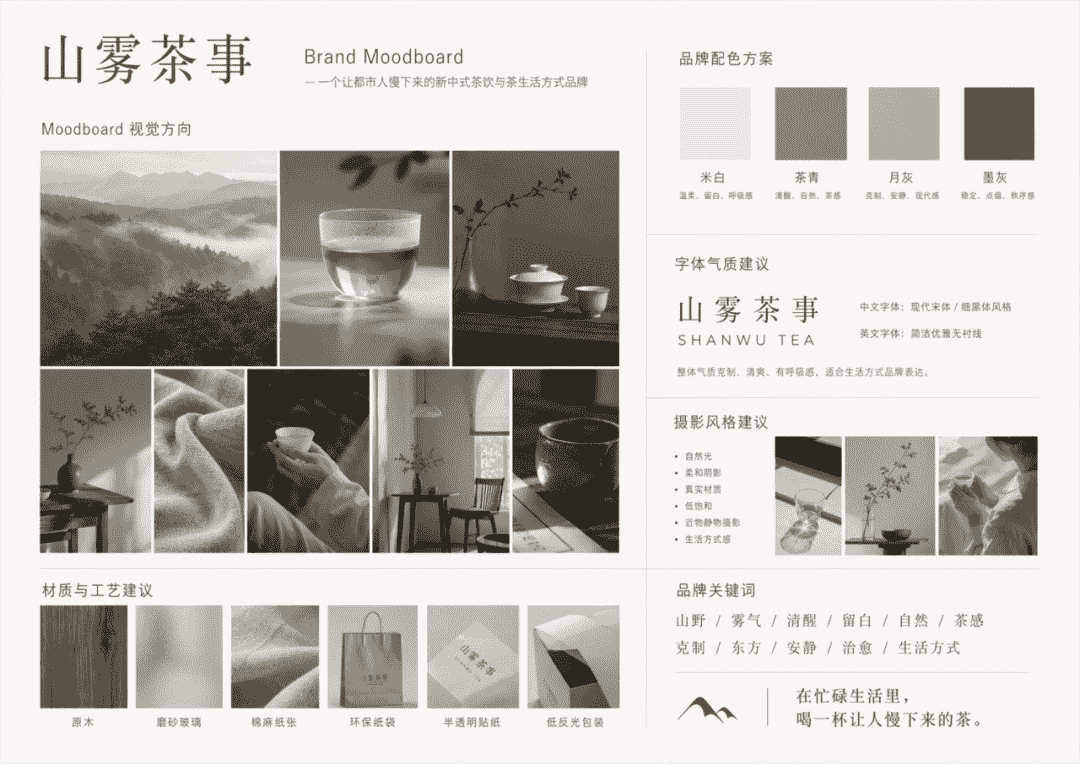 山雾茶事
Brand Moodboard
— 一个让都市人慢下来的新中式茶饮与茶生活方式品牌
Moodboard 视觉方向
材质与工艺建议
山雾茶事
山雾茶事
原木
磨砂玻璃
棉麻纸张
环保纸袋
半透明贴纸
低反光包装
品牌配色方案
米白
茶青
月灰
墨灰
温柔、留白、呼吸感
清醒、自然、茶感
克制、安静、现代感
稳定、点缀、秩序感
字体气质建议
山雾茶事
SHANWU TEA
中文字体：现代宋体 / 细黑体风格
英文字体：简洁优雅无衬线
整体气质克制、清爽、有呼吸感，适合生活方式品牌表达。
摄影风格建议
• 自然光
• 柔和阴影
• 真实材质
• 低饱和
• 近物静物摄影
• 生活方式感
品牌关键词
山野 / 雾气 / 清醒 / 留白 / 自然 / 茶感
克制 / 东方 / 安静 / 治愈 / 生活方式
在忙碌生活里，
喝一杯让人慢下来的茶。